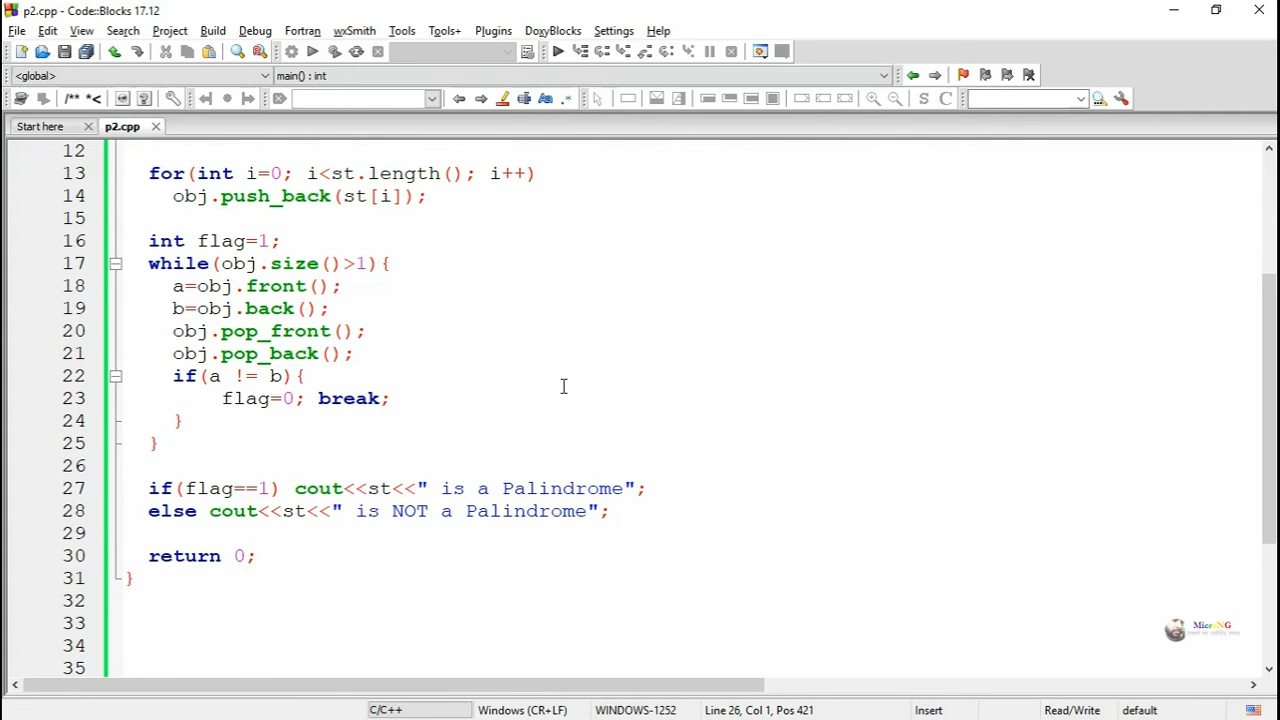 p2.cpp - Code::Blocks 17.12
File Edit View Search Project Build Debug Fortran wxSmith Tools Tools+ Plugins DoxyBlocks Settings Help
<global> main() : int
/** *< Aa .* S C
Start here p2.cpp
12
13 for(int i=0; i<st.length(); i++)
14 obj.push_back(st[i]);
15
16 int flag=1;
17 while(obj.size()>1){
18 a=obj.front();
19 b=obj.back();
20 obj.pop_front();
21 obj.pop_back();
22 if(a != b){
23 flag=0; break;
24 }
25 }
26
27 if(flag==1) cout<<st<<" is a Palindrome";
28 else cout<<st<<" is NOT a Palindrome";
29
30 return 0;
31 }
32
33
34
35
MicroNG
C/C++ Windows (CR+LF) WINDOWS-1252 Line 26, Col 1, Pos 421 Insert Read/Write default